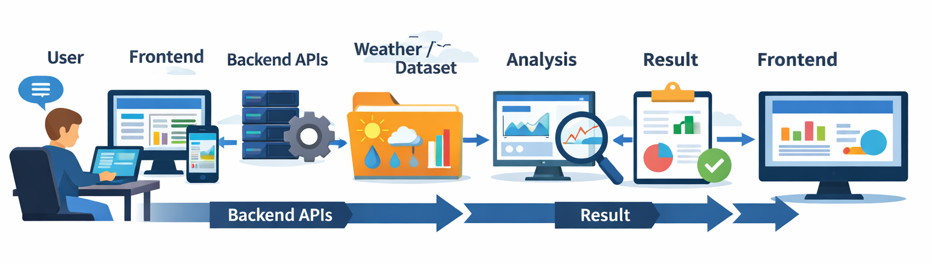 User
Frontend
Backend APIs
Weather /
Dataset
Analysis
Result
Frontend
Backend APIs
Result